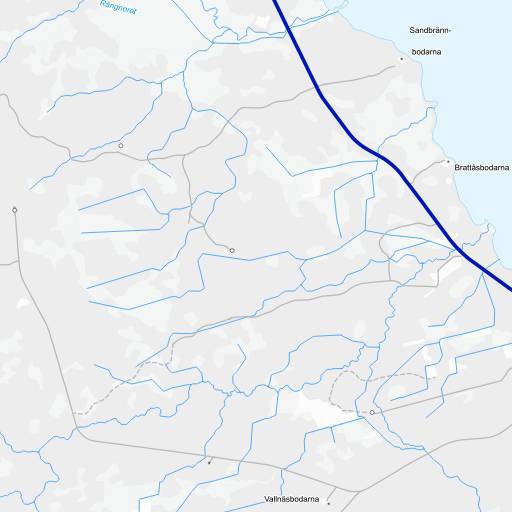 Rångnoret
Sandbränn-
bodarna
Brattåsbodarna
Vallnäsbodarna